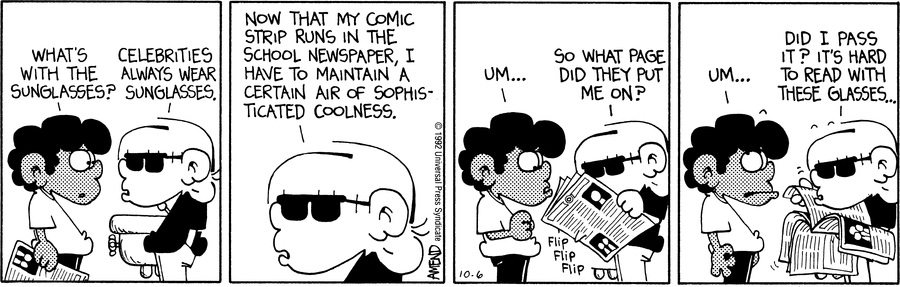 WHAT'S
WITH THE
SUNGLASSES?
CELEBRITIES
ALWAYS WEAR
SUNGLASSES.
NOW THAT MY COMIC
STRIP RUNS IN THE
SCHOOL NEWSPAPER, I
HAVE TO MAINTAIN A
CERTAIN AIR OF SOPHIS-
TICATED COOLNESS.
© 1992 Universal Press Syndicate
AMEND
UM...
SO WHAT PAGE
DID THEY PUT
ME ON?
Flip
Flip
Flip
10-6
UM...
DID I PASS
IT? IT'S HARD
TO READ WITH
THESE GLASSES...